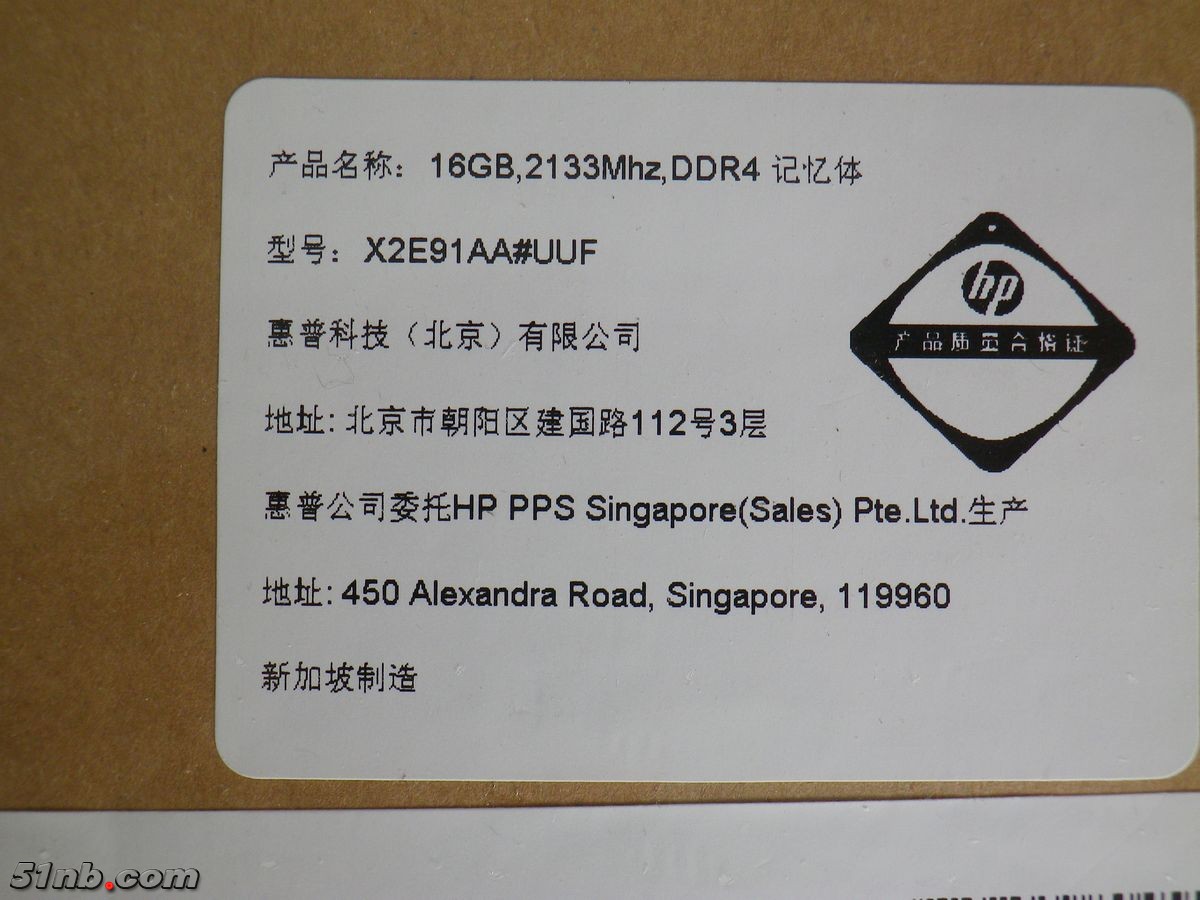 产品名称： 16GB,2133Mhz,DDR4 记忆体
型号： X2E91AA#UUF
hp
产品质量合格证
惠普科技（北京）有限公司
地址: 北京市朝阳区建国路112号3层
惠普公司委托HP PPS Singapore(Sales) Pte.Ltd.生产
地址: 450 Alexandra Road, Singapore, 119960
新加坡制造
51nb.com